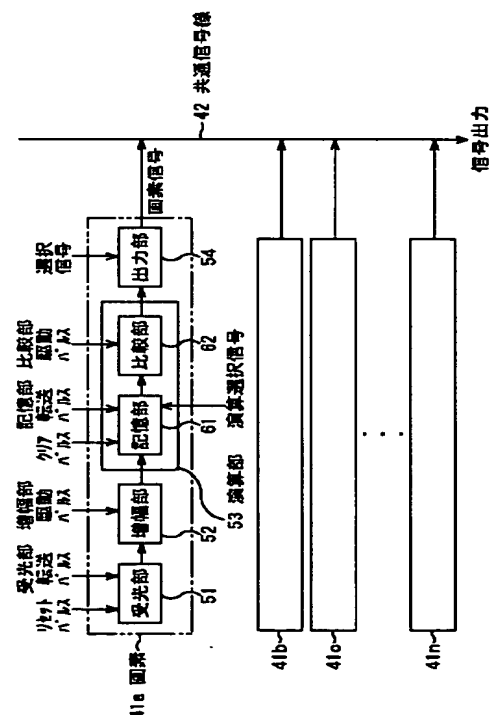 リセット
パルス
受光部
転送
パルス
増幅部
駆動
パルス
クリア
パルス
記憶部
転送
パルス
比較部
駆動
パルス
選択
信号
受光部
増幅部
記憶部
比較部
出力部
画素信号
51
52
61
62
54
演算選択信号
53 演算部
41a 画素
42 共通信号線
41b
41c
・・・
41n
信号出力